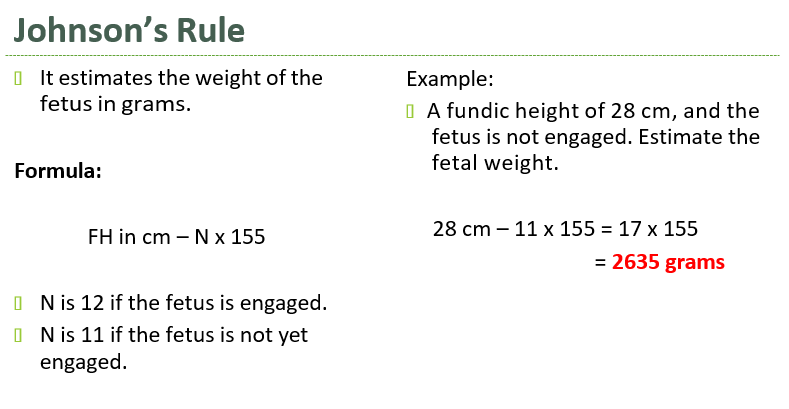 Johnson’s Rule
It estimates the weight of the
fetus in grams.
Formula:
FH in cm – N x 155
N is 12 if the fetus is engaged.
N is 11 if the fetus is not yet
engaged.
Example:
A fundic height of 28 cm, and the
fetus is not engaged. Estimate the
fetal weight.
28 cm – 11 x 155 = 17 x 155
= 2635 grams